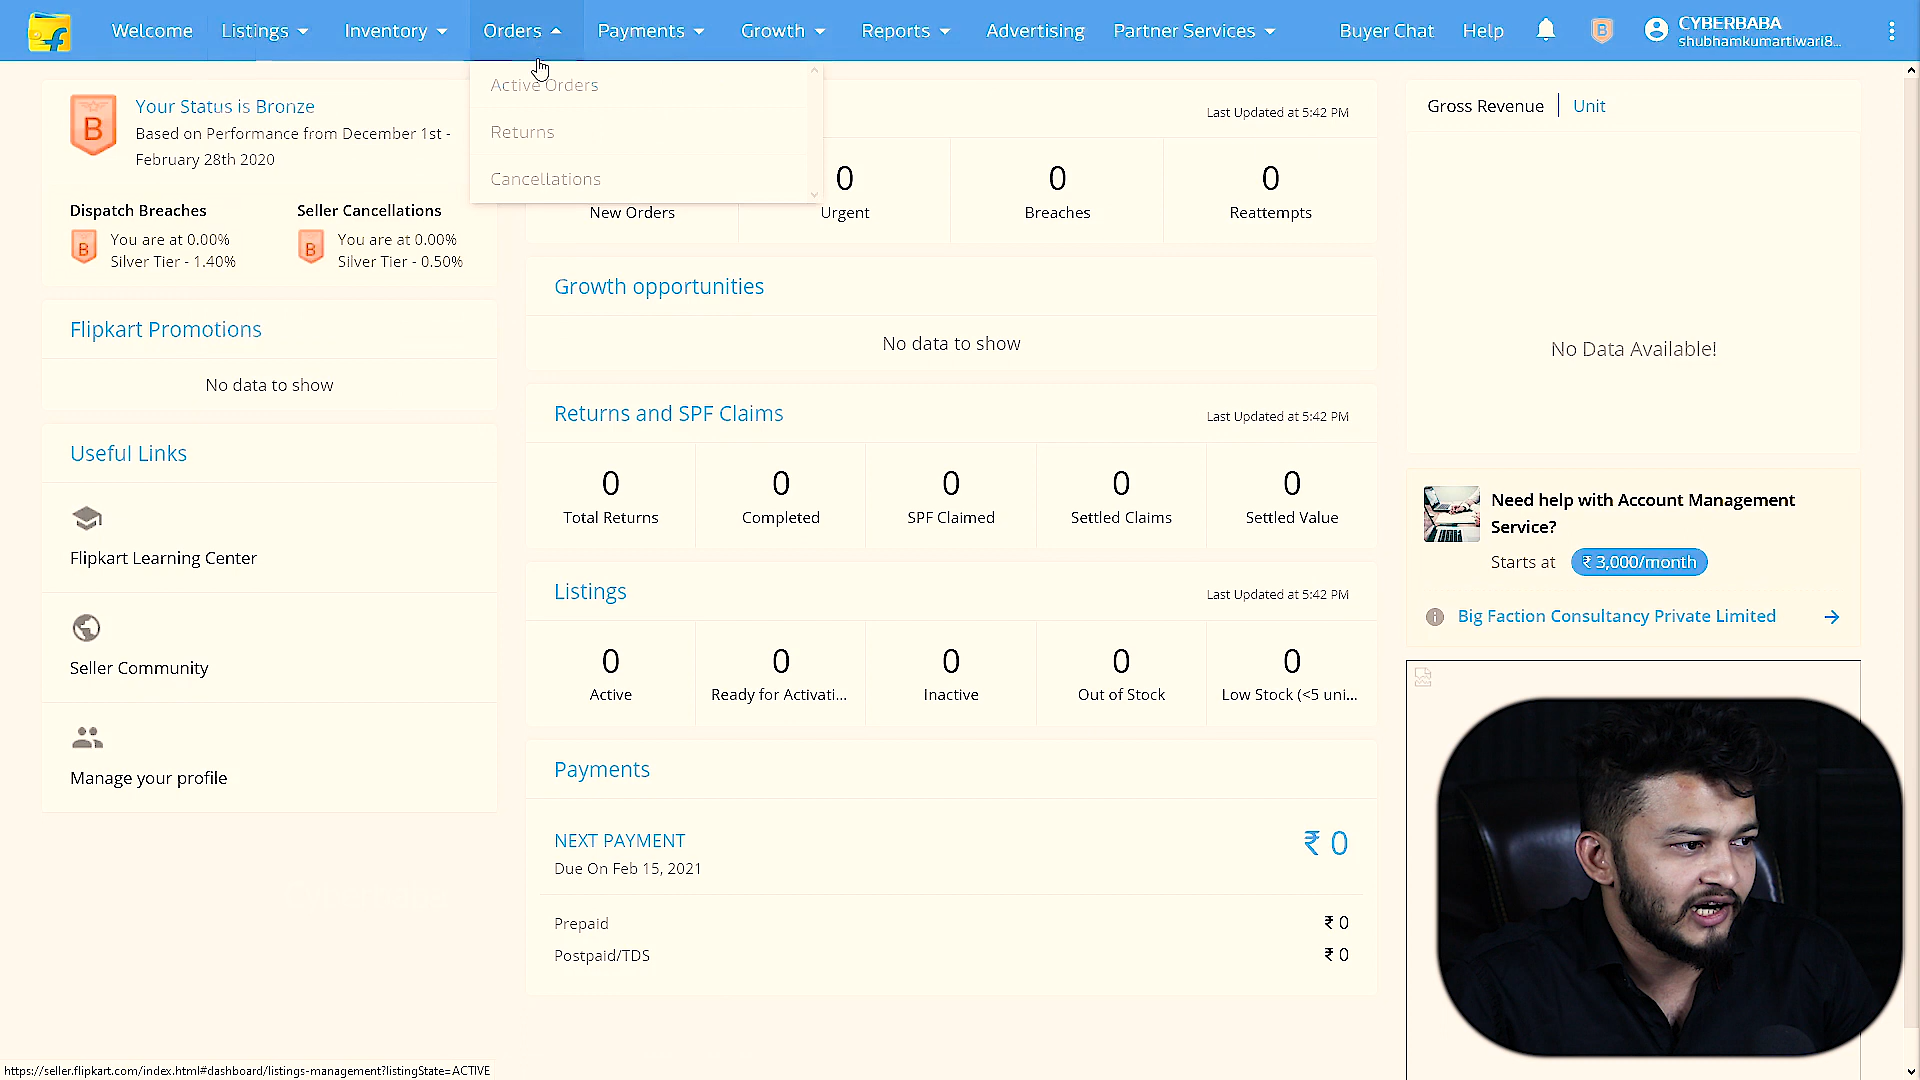 Welcome
Listings
Inventory
Orders
Payments
Growth
Reports
Advertising
Partner Services
Buyer Chat
Help
B
CYBERBABA
shubhamkumartiwari8...
Active Orders
Returns
Cancellations
B
Your Status is Bronze
Based on Performance from December 1st -
February 28th 2020
Dispatch Breaches
B
You are at 0.00%
Silver Tier - 1.40%
Seller Cancellations
B
You are at 0.00%
Silver Tier - 0.50%
Flipkart Promotions
No data to show
Useful Links
Flipkart Learning Center
Seller Community
Manage your profile
Last Updated at 5:42 PM
New Orders
0
Urgent
0
Breaches
0
Reattempts
Growth opportunities
No data to show
Returns and SPF Claims
Last Updated at 5:42 PM
0
Total Returns
0
Completed
0
SPF Claimed
0
Settled Claims
0
Settled Value
Listings
Last Updated at 5:42 PM
0
Active
0
Ready for Activati...
0
Inactive
0
Out of Stock
0
Low Stock (<5 uni...
Payments
NEXT PAYMENT
₹ 0
Due On Feb 15, 2021
Prepaid
₹ 0
Postpaid/TDS
₹ 0
Gross Revenue
Unit
No Data Available!
Need help with Account Management
Service?
Starts at
₹ 3,000/month
Big Faction Consultancy Private Limited
https://seller.flipkart.com/index.html#dashboard/listings-management?listingState=ACTIVE